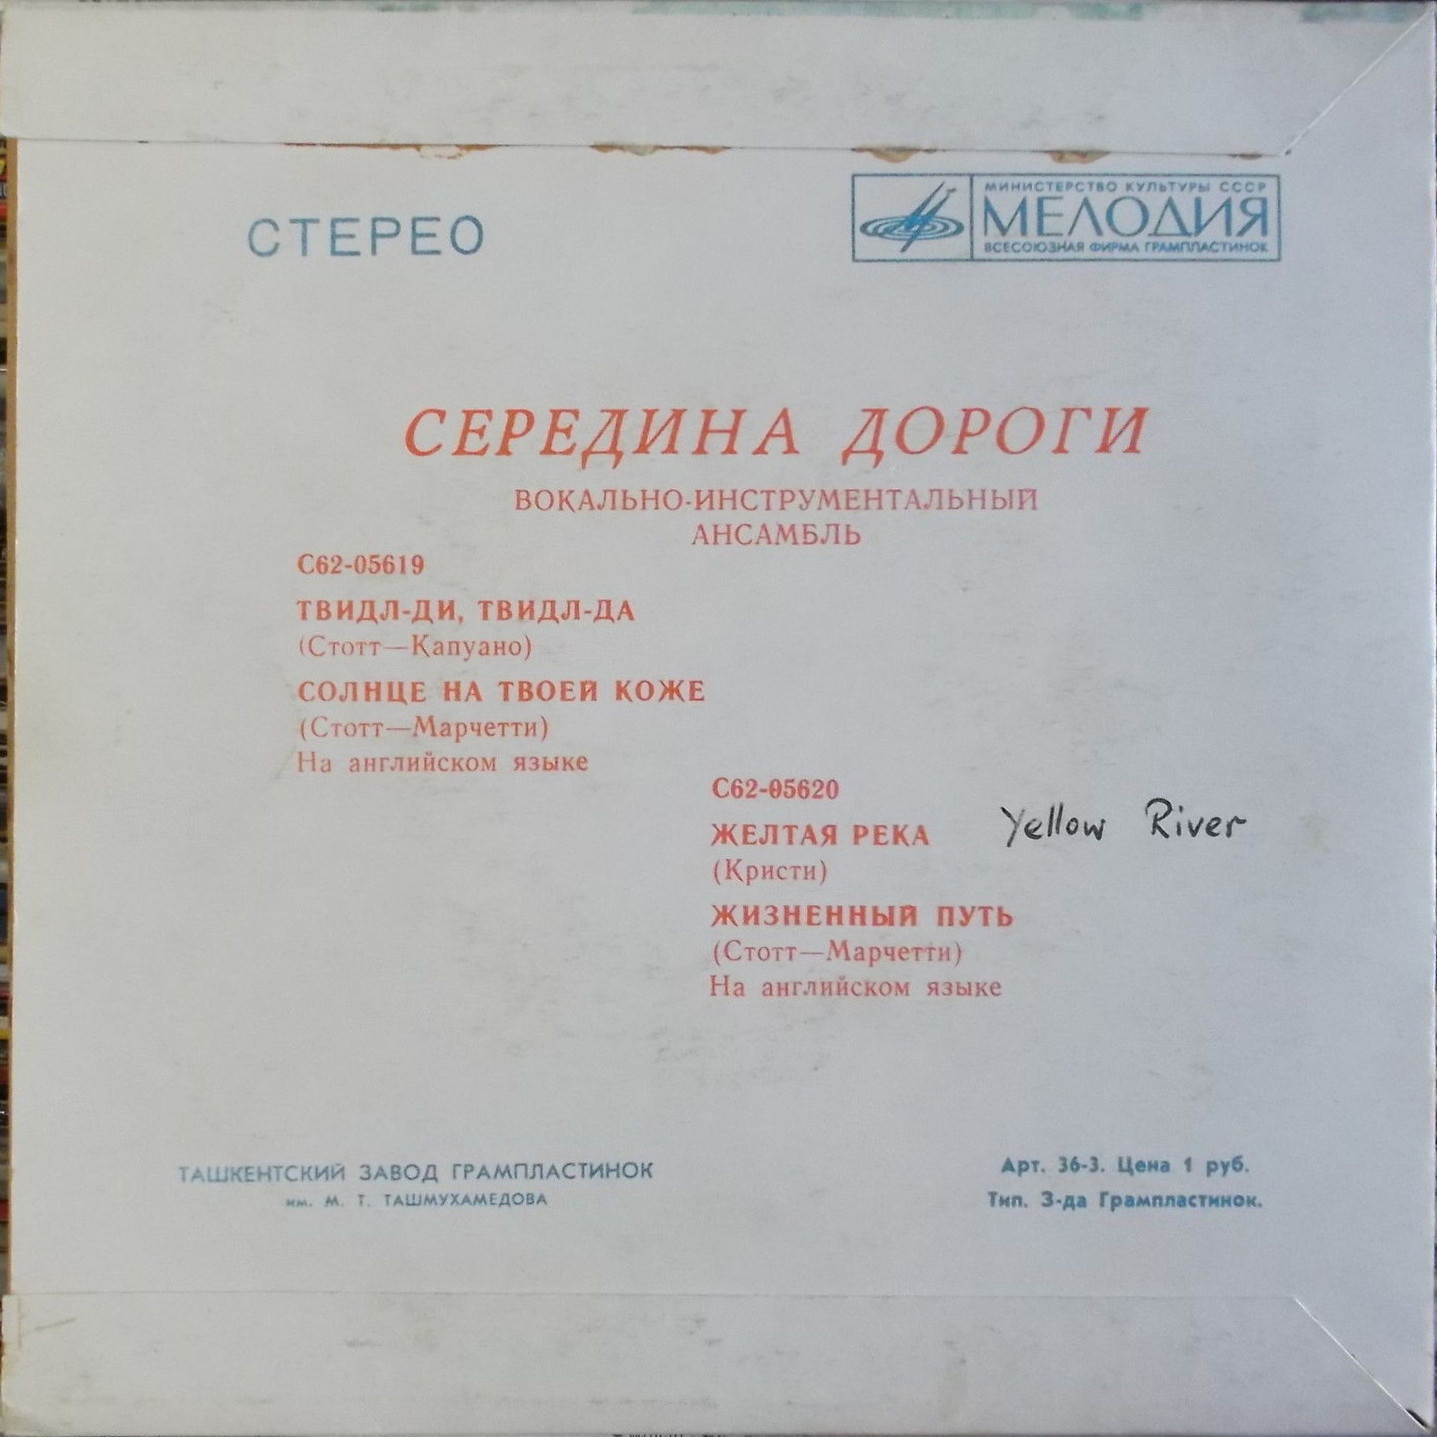 СТЕРЕО
МИНИСТЕРСТВО КУЛЬТУРЫ СССР
МЕЛОДИЯ
ВСЕСОЮЗНАЯ ФИРМА ГРАМПЛАСТИНОК
СЕРЕДИНА ДОРОГИ
ВОКАЛЬНО-ИНСТРУМЕНТАЛЬНЫЙ
АНСАМБЛЬ
С62-05619
ТВИДЛ-ДИ, ТВИДЛ-ДА
(Стотт—Капуано)
СОЛНЦЕ НА ТВОЕЙ КОЖЕ
(Стотт—Марчетти)
На английском языке
С62-05620
ЖЕЛТАЯ РЕКА Yellow River
(Кристи)
ЖИЗНЕННЫЙ ПУТЬ
(Стотт—Марчетти)
На английском языке
ТАШКЕНТСКИЙ ЗАВОД ГРАМПЛАСТИНОК
им. М. Т. ТАШМУХАМЕДОВА
Арт. 36-3. Цена 1 руб.
Тип. З-да Грампластинок.